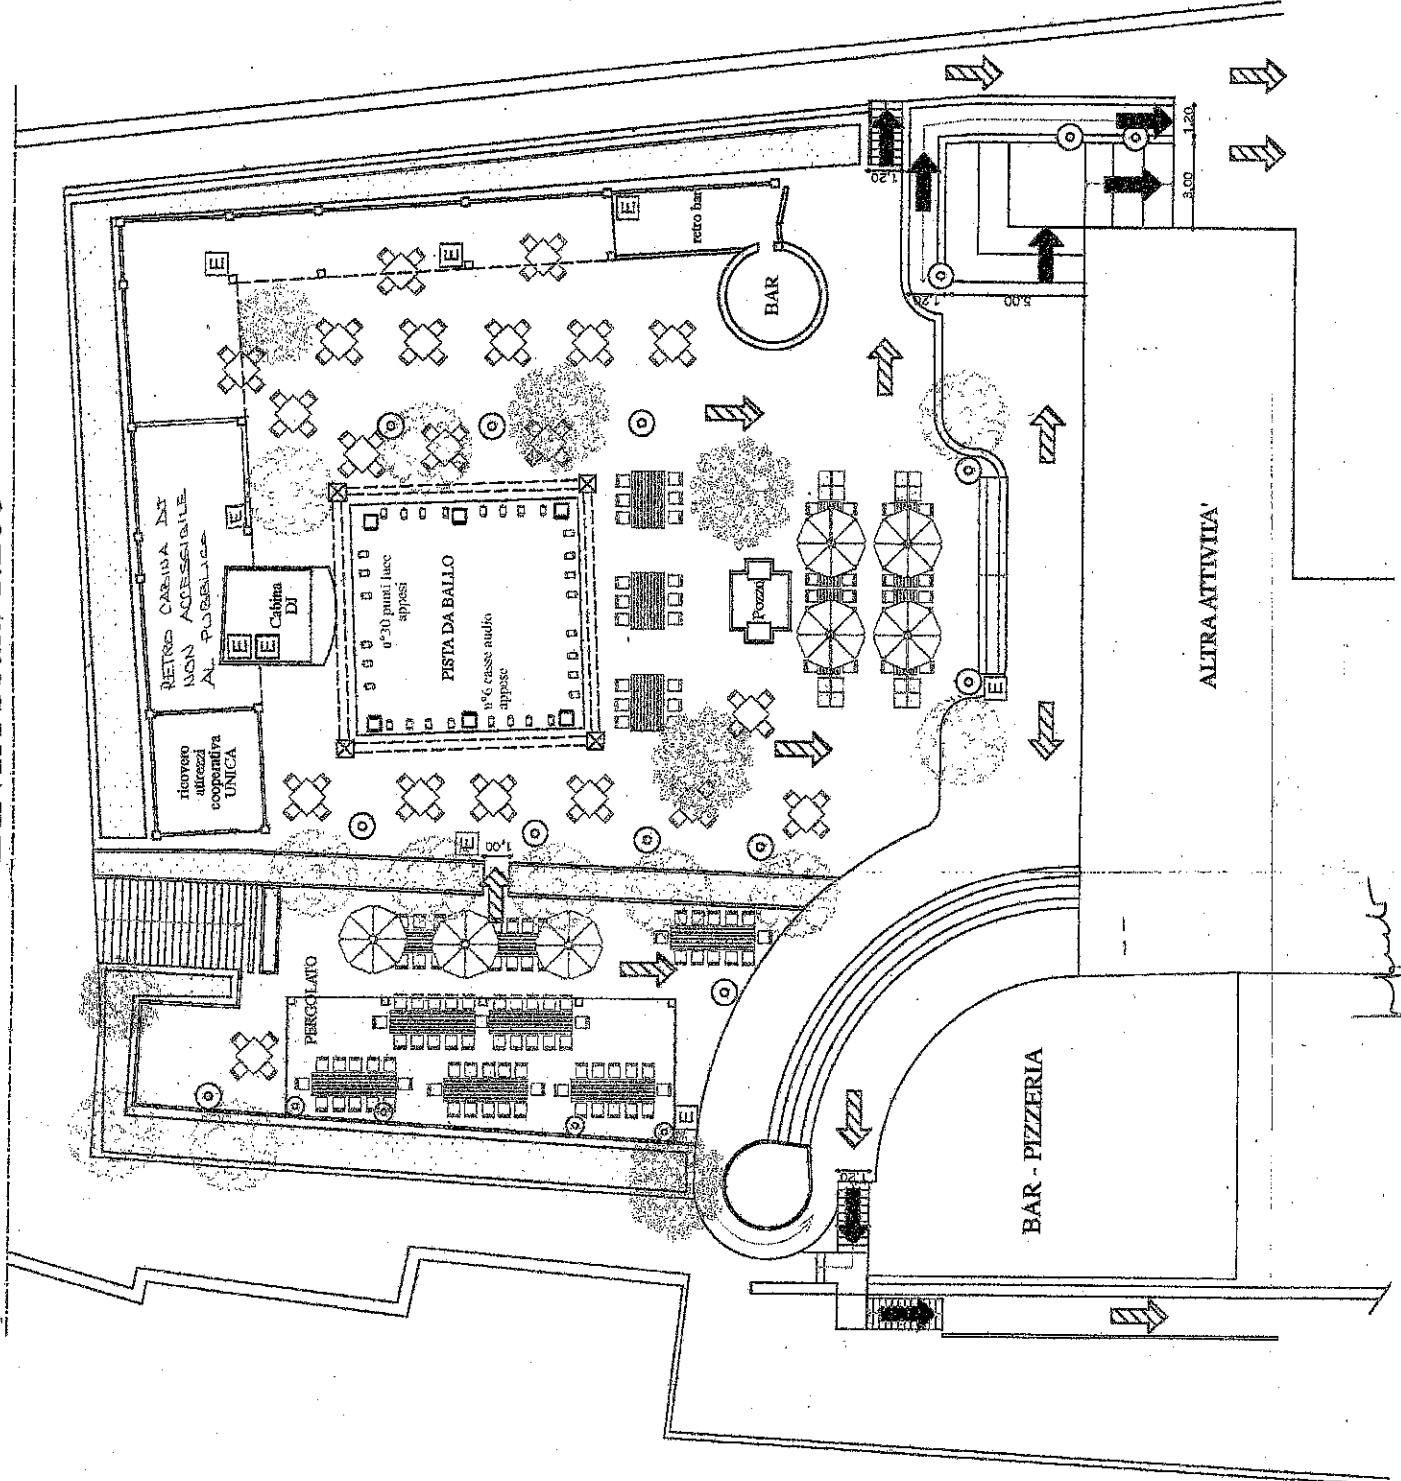 RETRO CABINA DJ
NON ACCESSIBILE
AL PUBBLICO
ricovero
attrezzi
cooperativa
UNICA
Cabina
DJ
E
E
E
E
E
E
retro bar
BAR
n°30 punti luce
appesi
PISTA DA BALLO
n°6 casse audio
appese
Pozzo
E
E
1,00
PERGOLATO
E
1.20
1.20
5.00
3.00
1.20
1.20
ALTRA ATTIVITA'
BAR - PIZZERIA